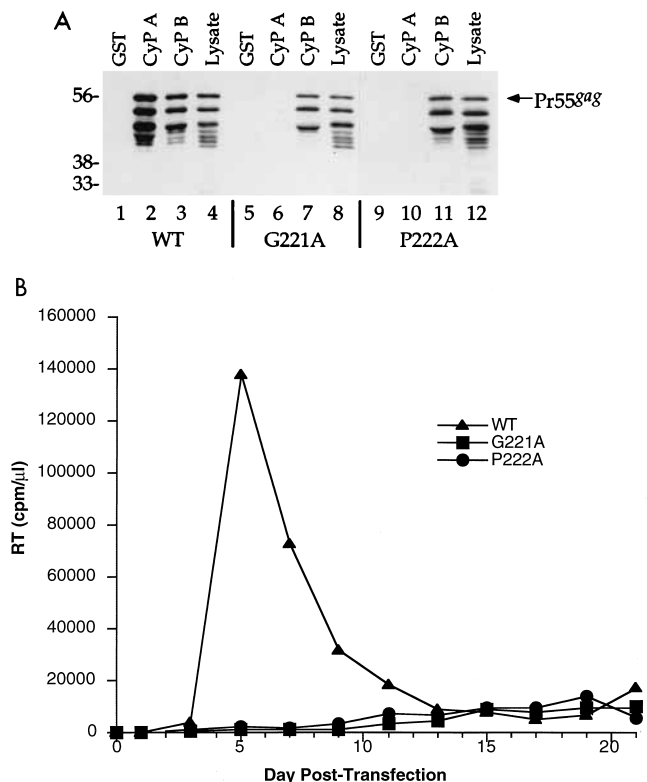 A
GST CyP A CyP B Lysate GST CyP A CyP B Lysate GST CyP A CyP B Lysate
56-
Pr55gag
38-
33-
1 2 3 4 5 6 7 8 9 10 11 12
WT G221A P222A
B
160000
140000
120000
100000
80000
60000
40000
20000
0
RT (cpm/µl)
WT
G221A
P222A
0 5 10 15 20
Day Post-Transfection